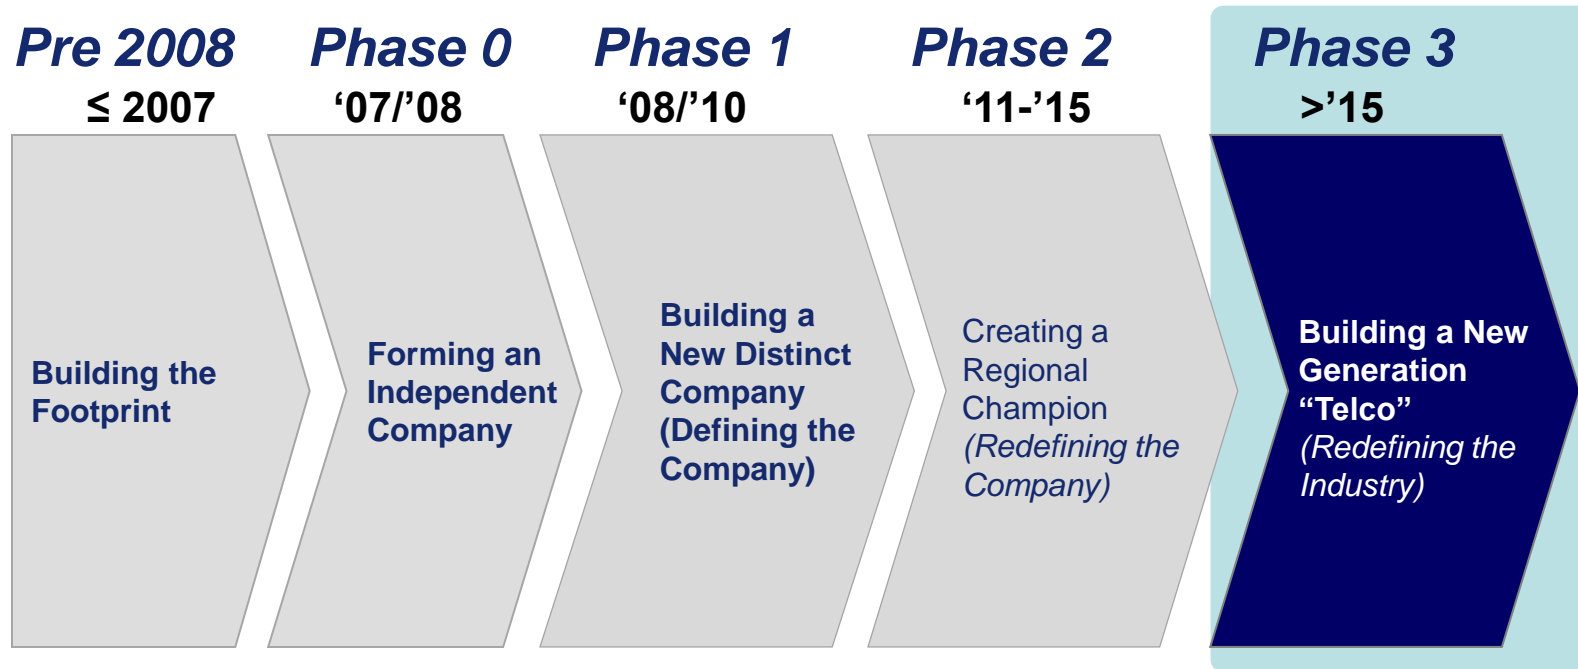 Pre 2008
≤ 2007
Building the
Footprint
Phase 0
‘07/’08
Forming an
Independent
Company
Phase 1
‘08/’10
Building a
New Distinct
Company
(Defining the
Company)
Phase 2
‘11-’15
Creating a
Regional
Champion
(Redefining the
Company)
Phase 3
>’15
Building a New
Generation
“Telco”
(Redefining the
Industry)